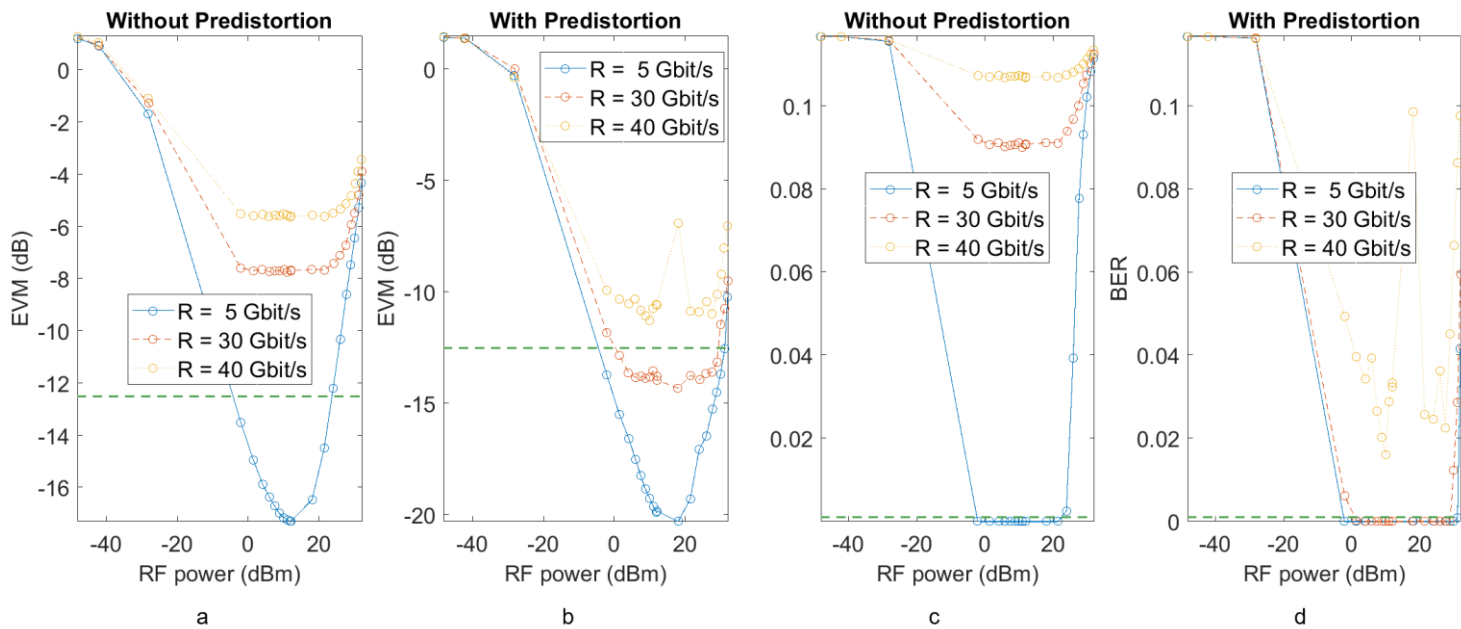 Without Predistortion
0
-2
-4
-6
-8
-10
-12
-14
-16
EVM (dB)
R = 5 Gbit/s
R = 30 Gbit/s
R = 40 Gbit/s
-40 -20 0 20
RF power (dBm)
a
With Predistortion
0
-5
-10
-15
-20
EVM (dB)
R = 5 Gbit/s
R = 30 Gbit/s
R = 40 Gbit/s
-40 -20 0 20
RF power (dBm)
b
Without Predistortion
0.1
0.08
0.06
0.04
0.02
R = 5 Gbit/s
R = 30 Gbit/s
R = 40 Gbit/s
-40 -20 0 20
RF power (dBm)
c
With Predistortion
0.1
0.08
0.06
0.04
0.02
0
BER
R = 5 Gbit/s
R = 30 Gbit/s
R = 40 Gbit/s
-40 -20 0 20
RF power (dBm)
d